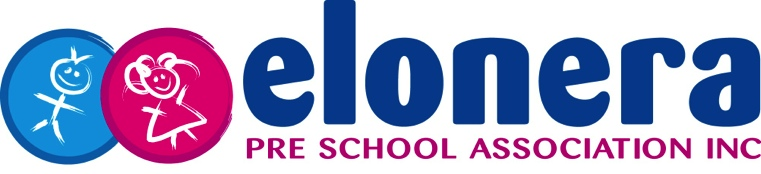 elonera
PRE SCHOOL ASSOCIATION INC